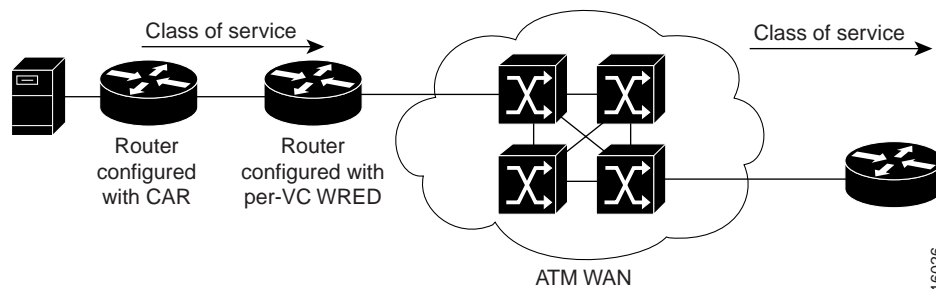 Class of service
Class of service
Router
configured
with CAR
Router
configured with
per-VC WRED
ATM WAN